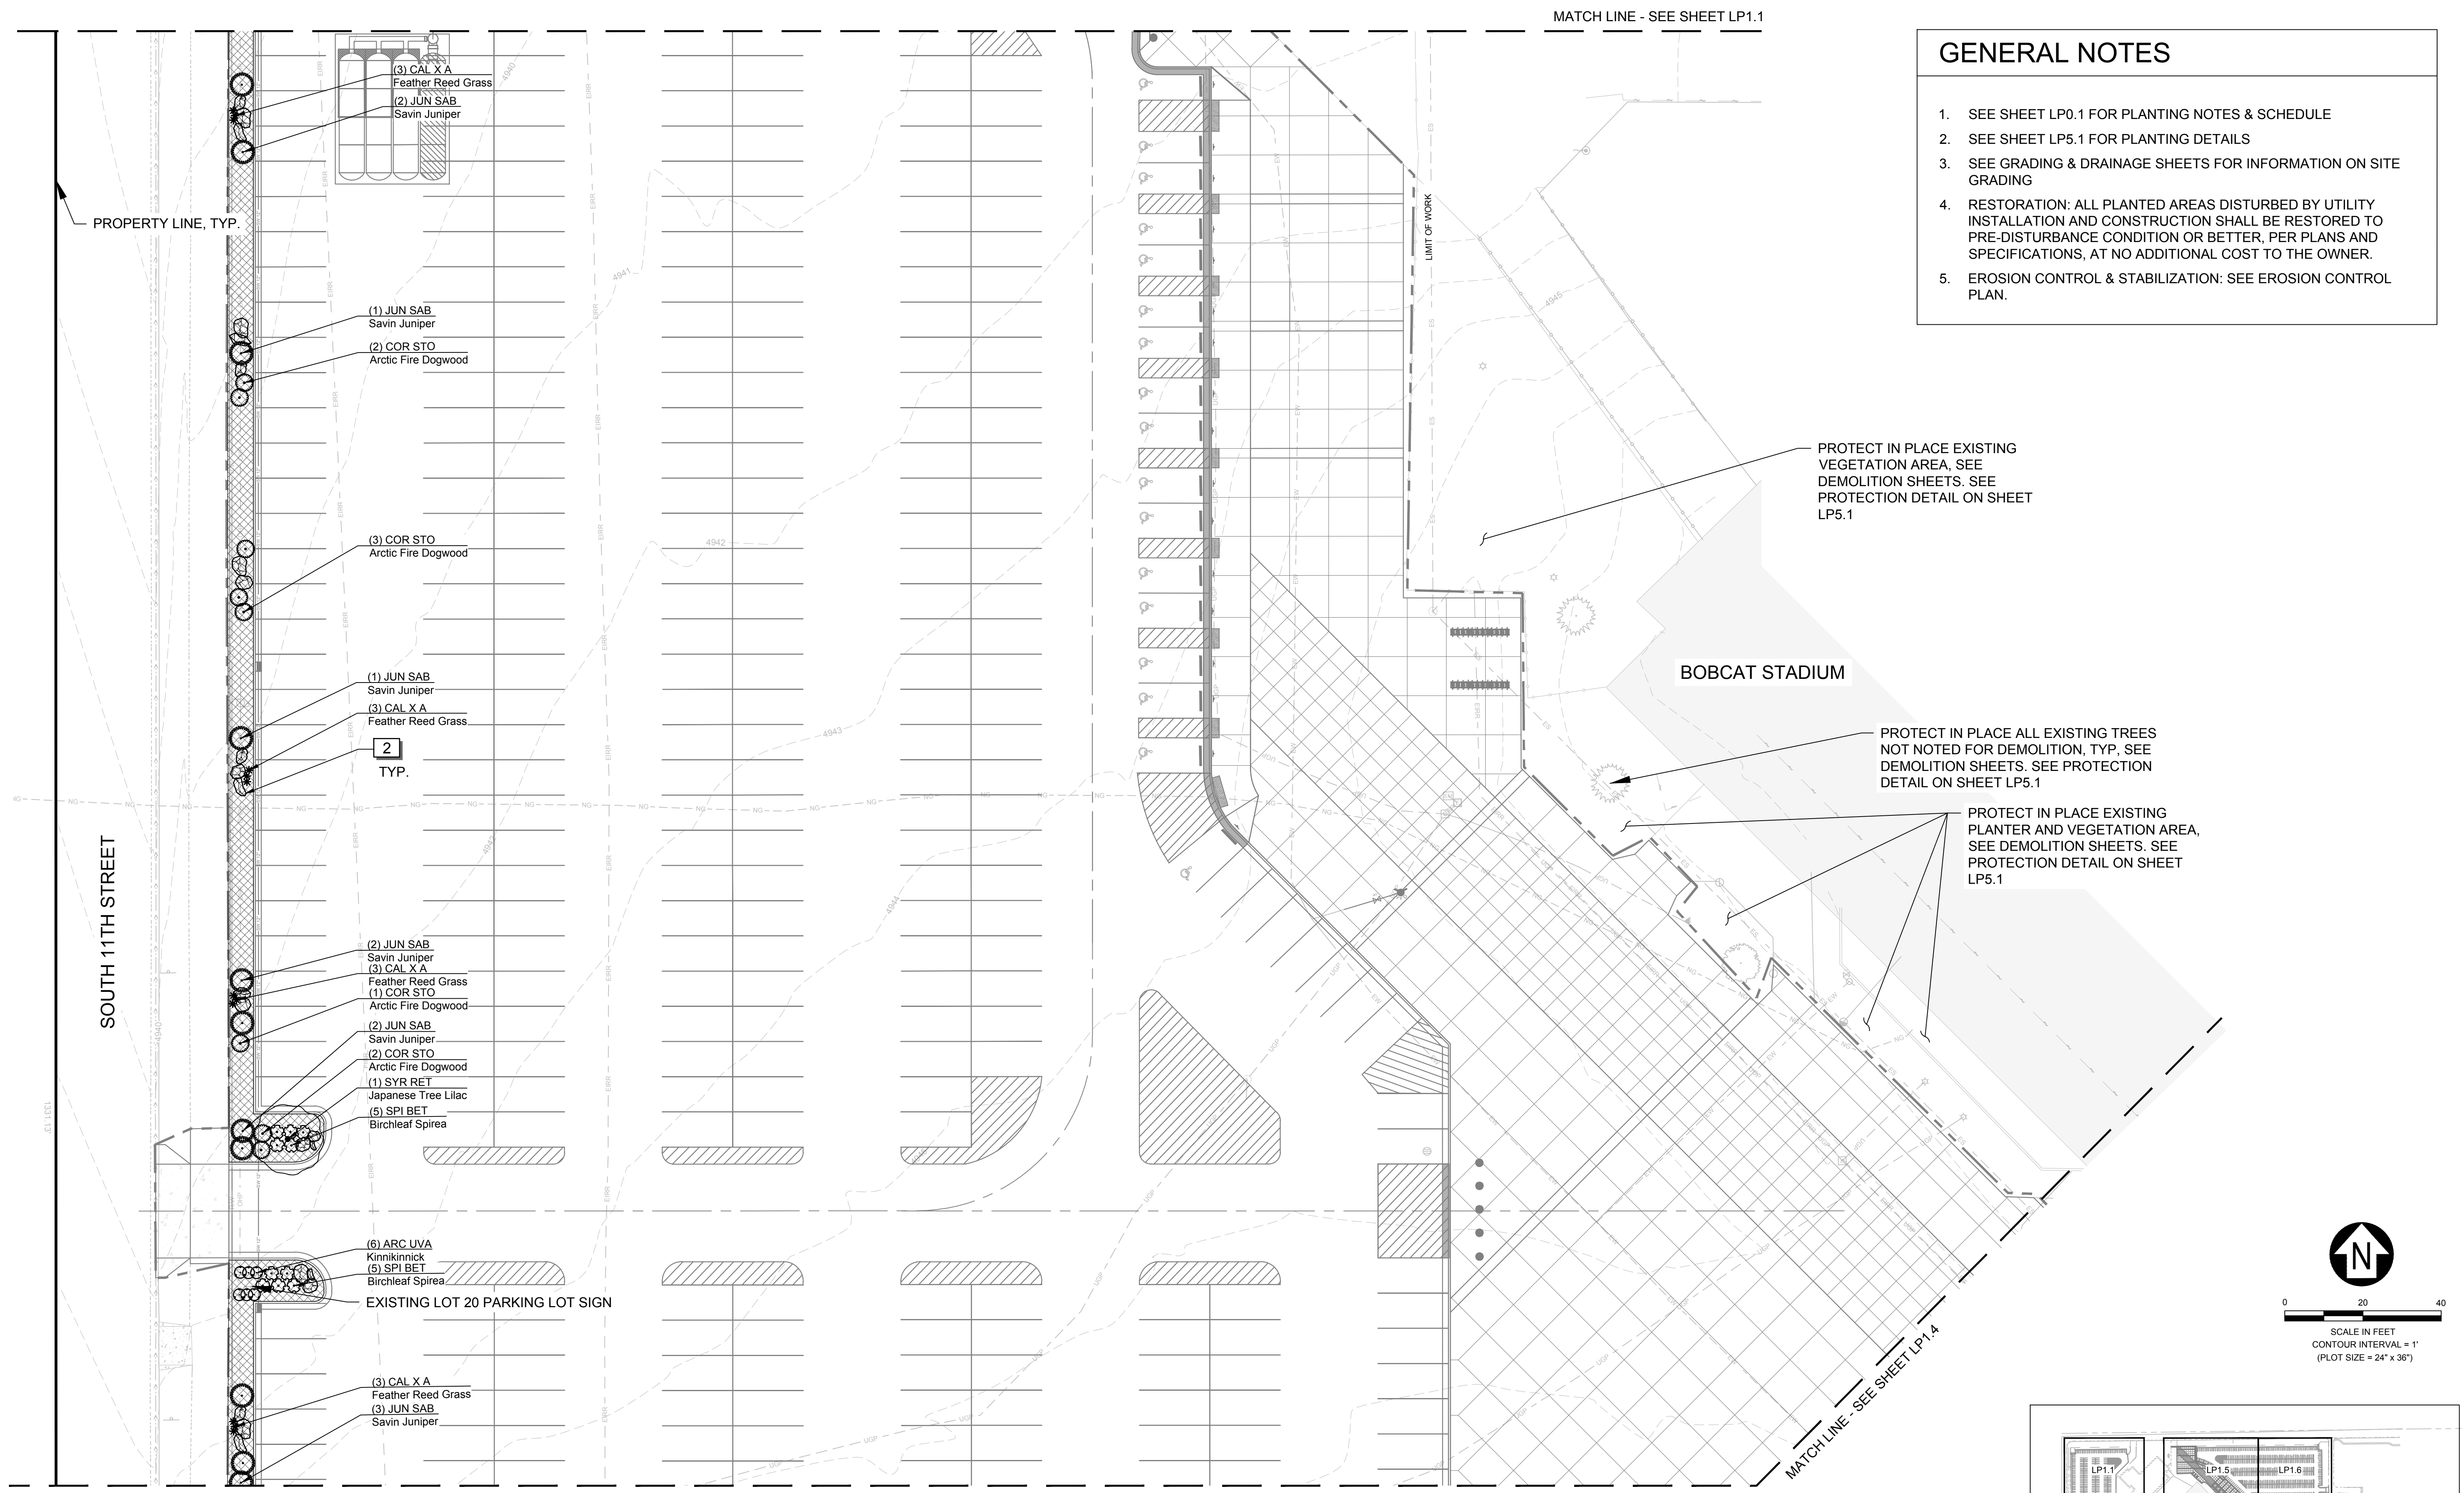 MATCH LINE - SEE SHEET LP1.1
GENERAL NOTES
1. SEE SHEET LP0.1 FOR PLANTING NOTES & SCHEDULE
2. SEE SHEET LP5.1 FOR PLANTING DETAILS
3. SEE GRADING & DRAINAGE SHEETS FOR INFORMATION ON SITE
GRADING
4. RESTORATION: ALL PLANTED AREAS DISTURBED BY UTILITY
INSTALLATION AND CONSTRUCTION SHALL BE RESTORED TO
PRE-DISTURBANCE CONDITION OR BETTER, PER PLANS AND
SPECIFICATIONS, AT NO ADDITIONAL COST TO THE OWNER.
5. EROSION CONTROL & STABILIZATION: SEE EROSION CONTROL
PLAN.
(3) CAL X A
Feather Reed Grass
(2) JUN SAB
Savin Juniper
PROPERTY LINE, TYP.
(1) JUN SAB
Savin Juniper
(2) COR STO
Arctic Fire Dogwood
(3) COR STO
Arctic Fire Dogwood
(1) JUN SAB
Savin Juniper
(3) CAL X A
Feather Reed Grass
2
TYP.
SOUTH 11TH STREET
(2) JUN SAB
Savin Juniper
(3) CAL X A
Feather Reed Grass
(1) COR STO
Arctic Fire Dogwood
(2) JUN SAB
Savin Juniper
(2) COR STO
Arctic Fire Dogwood
(1) SYR RET
Japanese Tree Lilac
(5) SPI BET
Birchleaf Spirea
1331.13'
(6) ARC UVA
Kinnikinnick
(5) SPI BET
Birchleaf Spirea
EXISTING LOT 20 PARKING LOT SIGN
(3) CAL X A
Feather Reed Grass
(3) JUN SAB
Savin Juniper
4940
4941
4942
4943
4944
4945
4940
LIMIT OF WORK
PROTECT IN PLACE EXISTING
VEGETATION AREA, SEE
DEMOLITION SHEETS. SEE
PROTECTION DETAIL ON SHEET
LP5.1
BOBCAT STADIUM
PROTECT IN PLACE ALL EXISTING TREES
NOT NOTED FOR DEMOLITION, TYP, SEE
DEMOLITION SHEETS. SEE PROTECTION
DETAIL ON SHEET LP5.1
PROTECT IN PLACE EXISTING
PLANTER AND VEGETATION AREA,
SEE DEMOLITION SHEETS. SEE
PROTECTION DETAIL ON SHEET
LP5.1
MATCH LINE - SEE SHEET LP1.4
N
0 20 40
SCALE IN FEET
CONTOUR INTERVAL = 1'
(PLOT SIZE = 24" x 36")
LP1.1 LP1.5 LP1.6